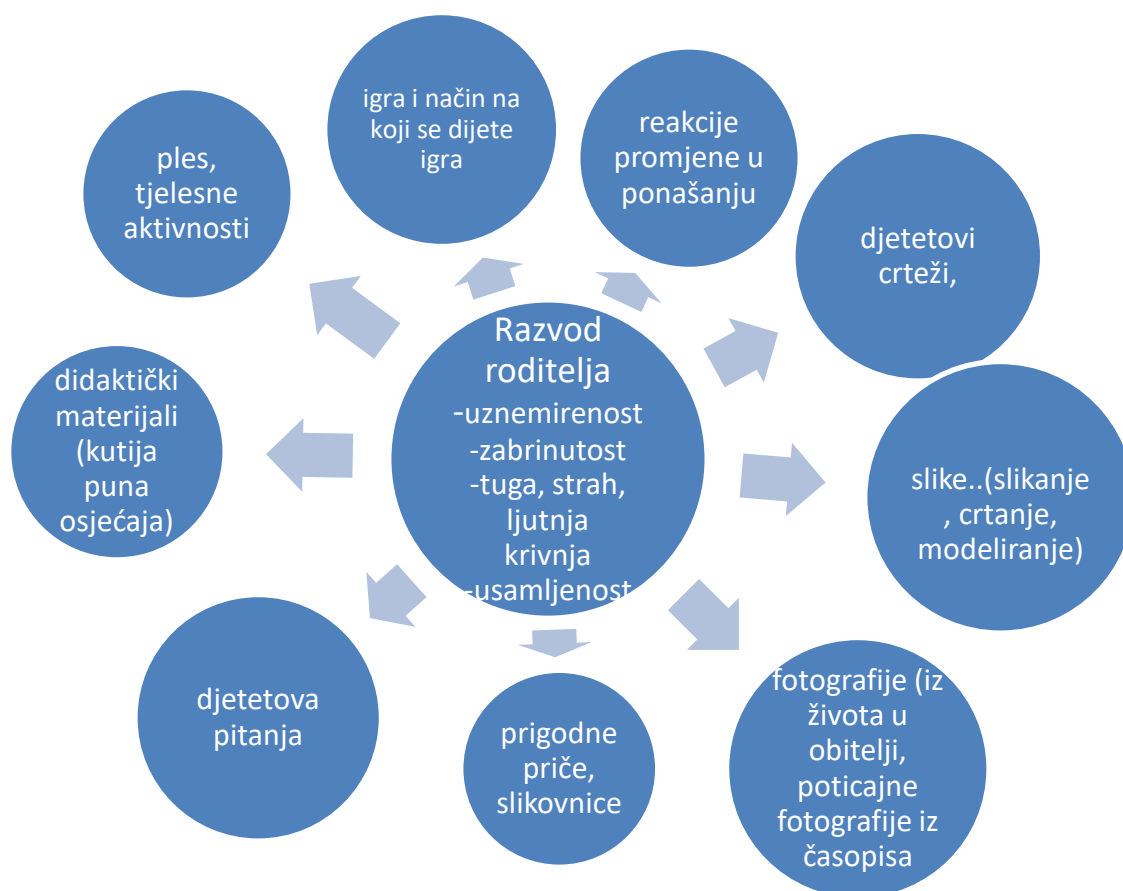 igra i način na
koji se dijete
igra
reakcije
promjene u
ponašanju
djetetovi
crteži,
slike..(slikanje
, crtanje,
modeliranje)
fotografije (iz
života u
obitelji,
poticajne
fotografije iz
časopisa
prigodne
priče,
slikovnice
djetetova
pitanja
didaktički
materijali
(kutija
puna
osjećaja)
ples,
tjelesne
aktivnosti
Razvod
roditelja
-uznemirenost
-zabrinutost
-tuga, strah,
ljutnja
krivnja
-usamljenost